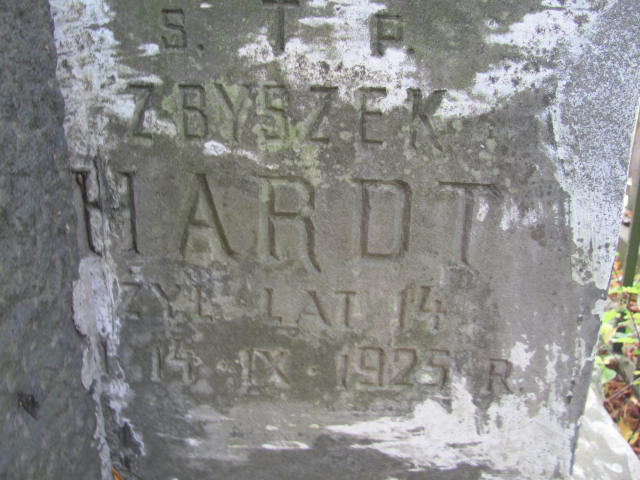 S. † P.
ZBYSZEK
HARDT
ŻYŁ LAT 14
14·IX·1925 R.